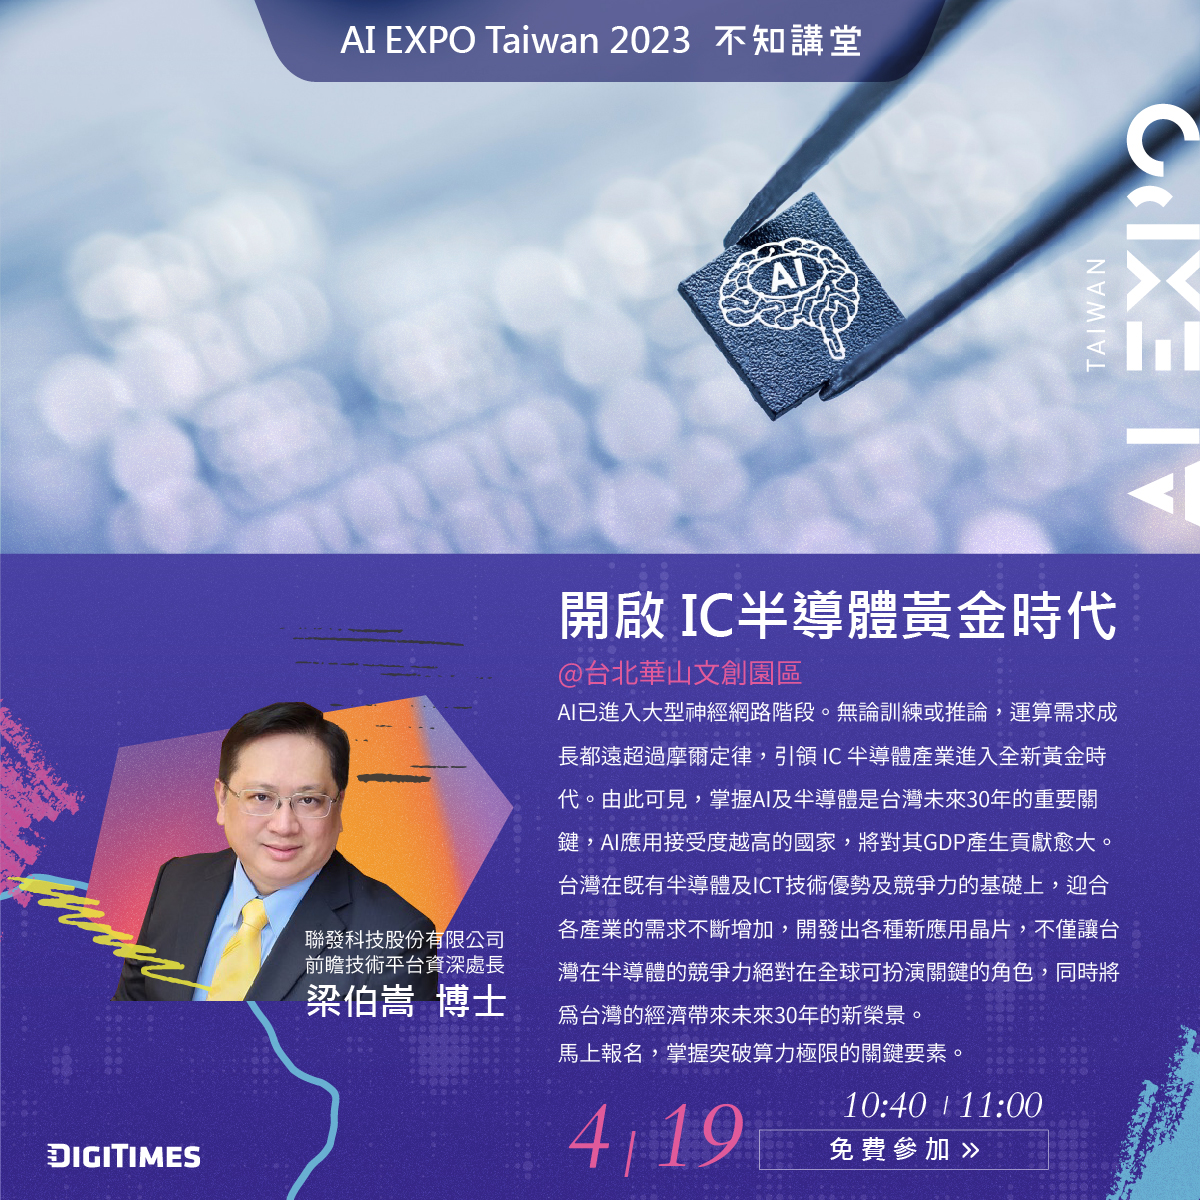 AI EXPO Taiwan 2023 不知講堂
AI
TAIWAN
AI EXPO
開啟 IC半導體黃金時代
@台北華山文創園區
AI已進入大型神經網路階段。無論訓練或推論，運算需求成
長都遠超過摩爾定律，引領 IC 半導體產業進入全新黃金時
代。由此可見，掌握AI及半導體是台灣未來30年的重要關
鍵，AI應用接受度越高的國家，將對其GDP產生貢獻愈大。
台灣在既有半導體及ICT技術優勢及競爭力的基礎上，迎合
各產業的需求不斷增加，開發出各種新應用晶片，不僅讓台
灣在半導體的競爭力絕對在全球可扮演關鍵的角色，同時將
為台灣的經濟帶來未來30年的新榮景。
馬上報名，掌握突破算力極限的關鍵要素。
聯發科技股份有限公司
前瞻技術平台資深處長
梁伯嵩 博士
4 | 19
10:40 | 11:00
免費參加 »
DIGITIMES